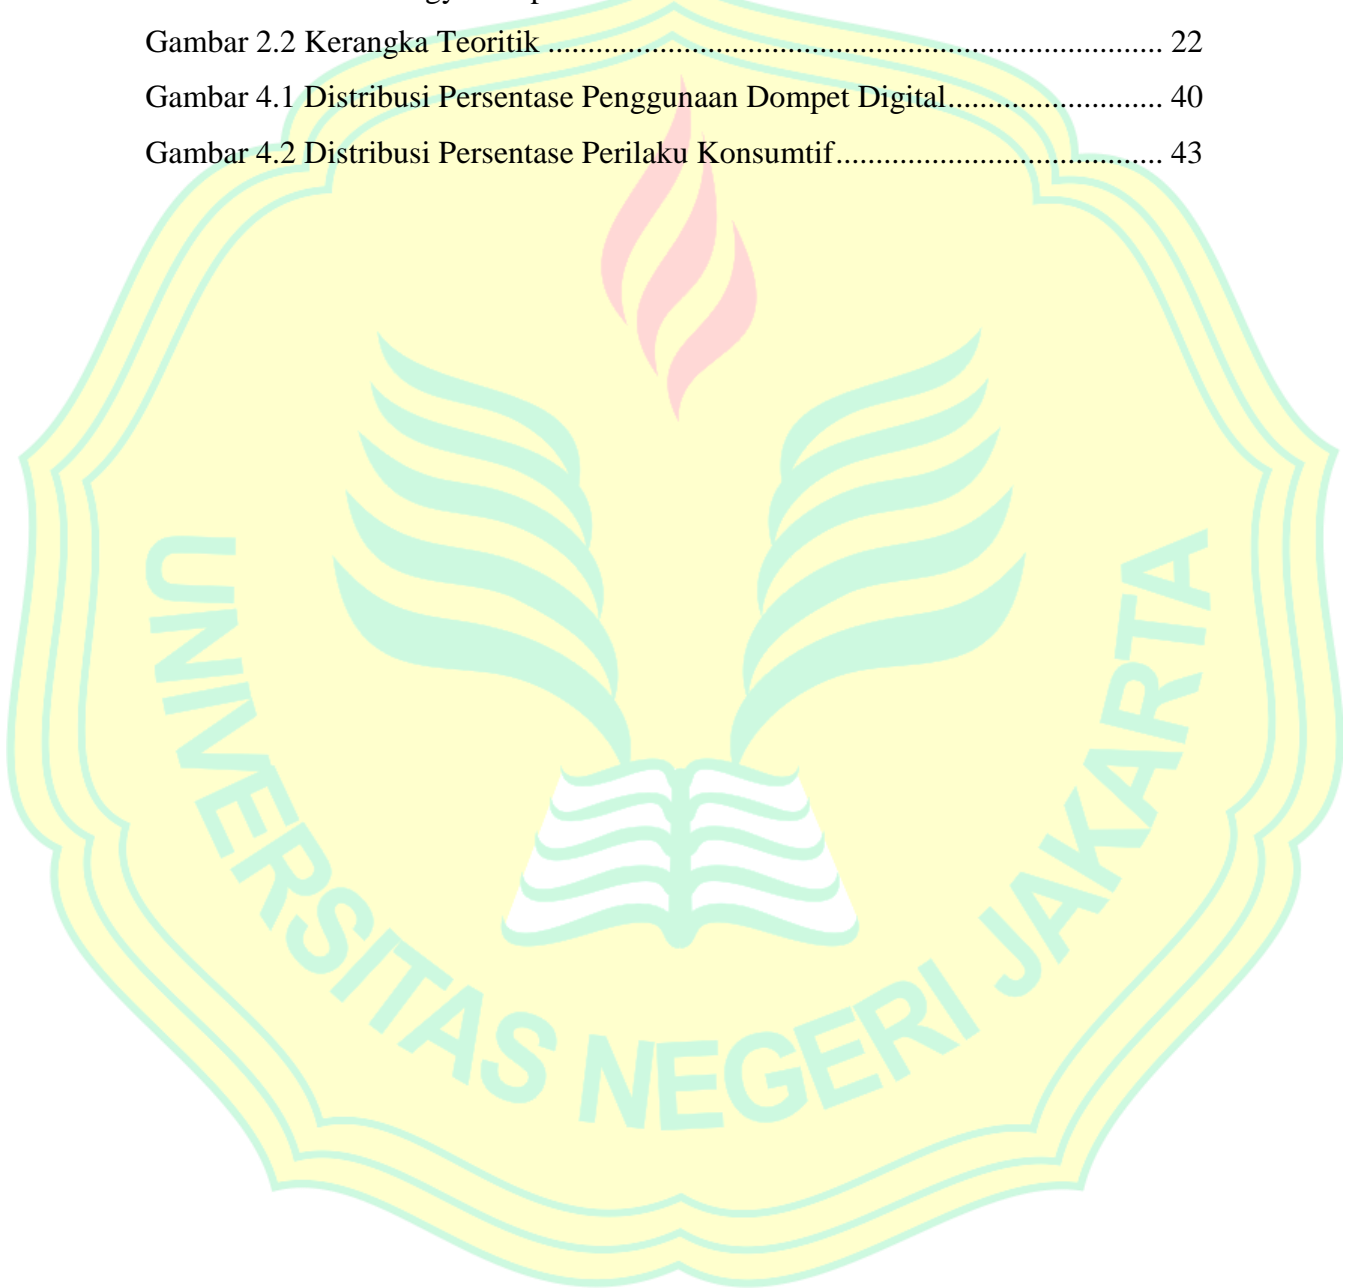 Gambar 2.2 Kerangka Teoritik ............................................................................. 22
Gambar 4.1 Distribusi Persentase Penggunaan Dompet Digital........................... 40
Gambar 4.2 Distribusi Persentase Perilaku Konsumtif......................................... 43
UNIVERSITAS NEGERI JAKARTA